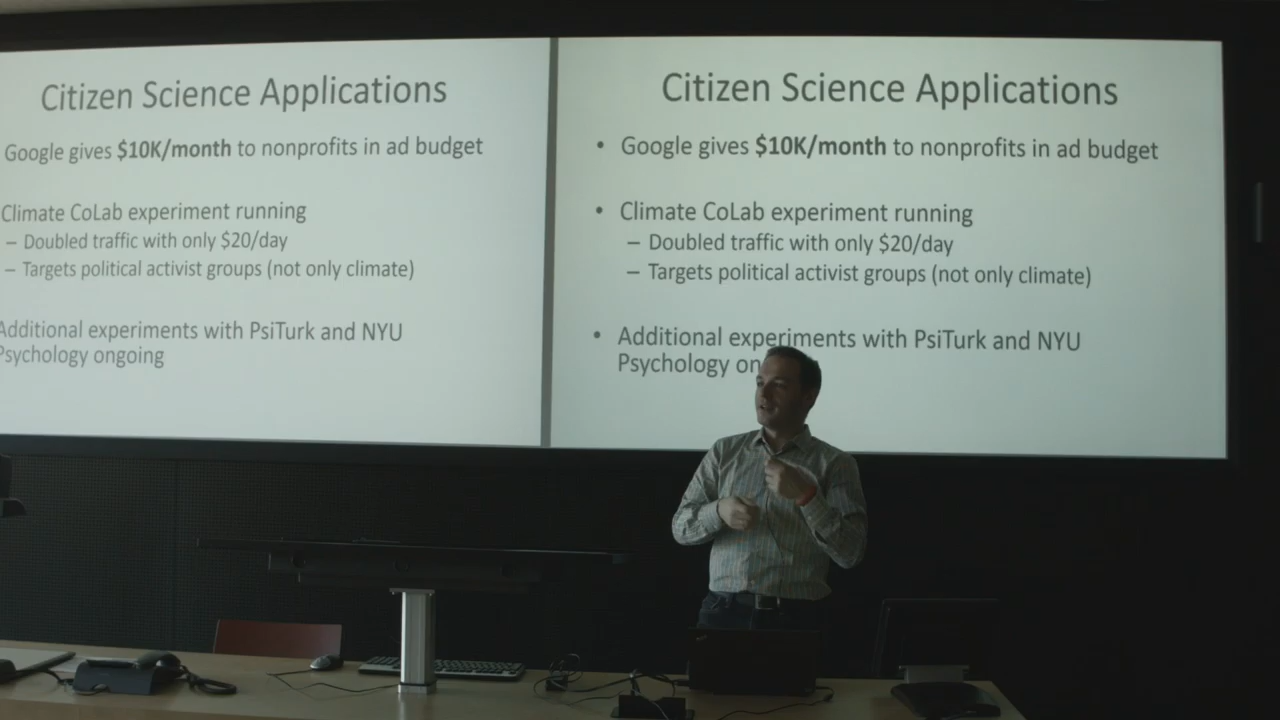 Citizen Science Applications
Google gives $10K/month to nonprofits in ad budget
Climate CoLab experiment running
– Doubled traffic with only $20/day
– Targets political activist groups (not only climate)
Additional experiments with PsiTurk and NYU
Psychology ongoing
Citizen Science Applications
• Google gives $10K/month to nonprofits in ad budget
• Climate CoLab experiment running
– Doubled traffic with only $20/day
– Targets political activist groups (not only climate)
• Additional experiments with PsiTurk and NYU
Psychology on